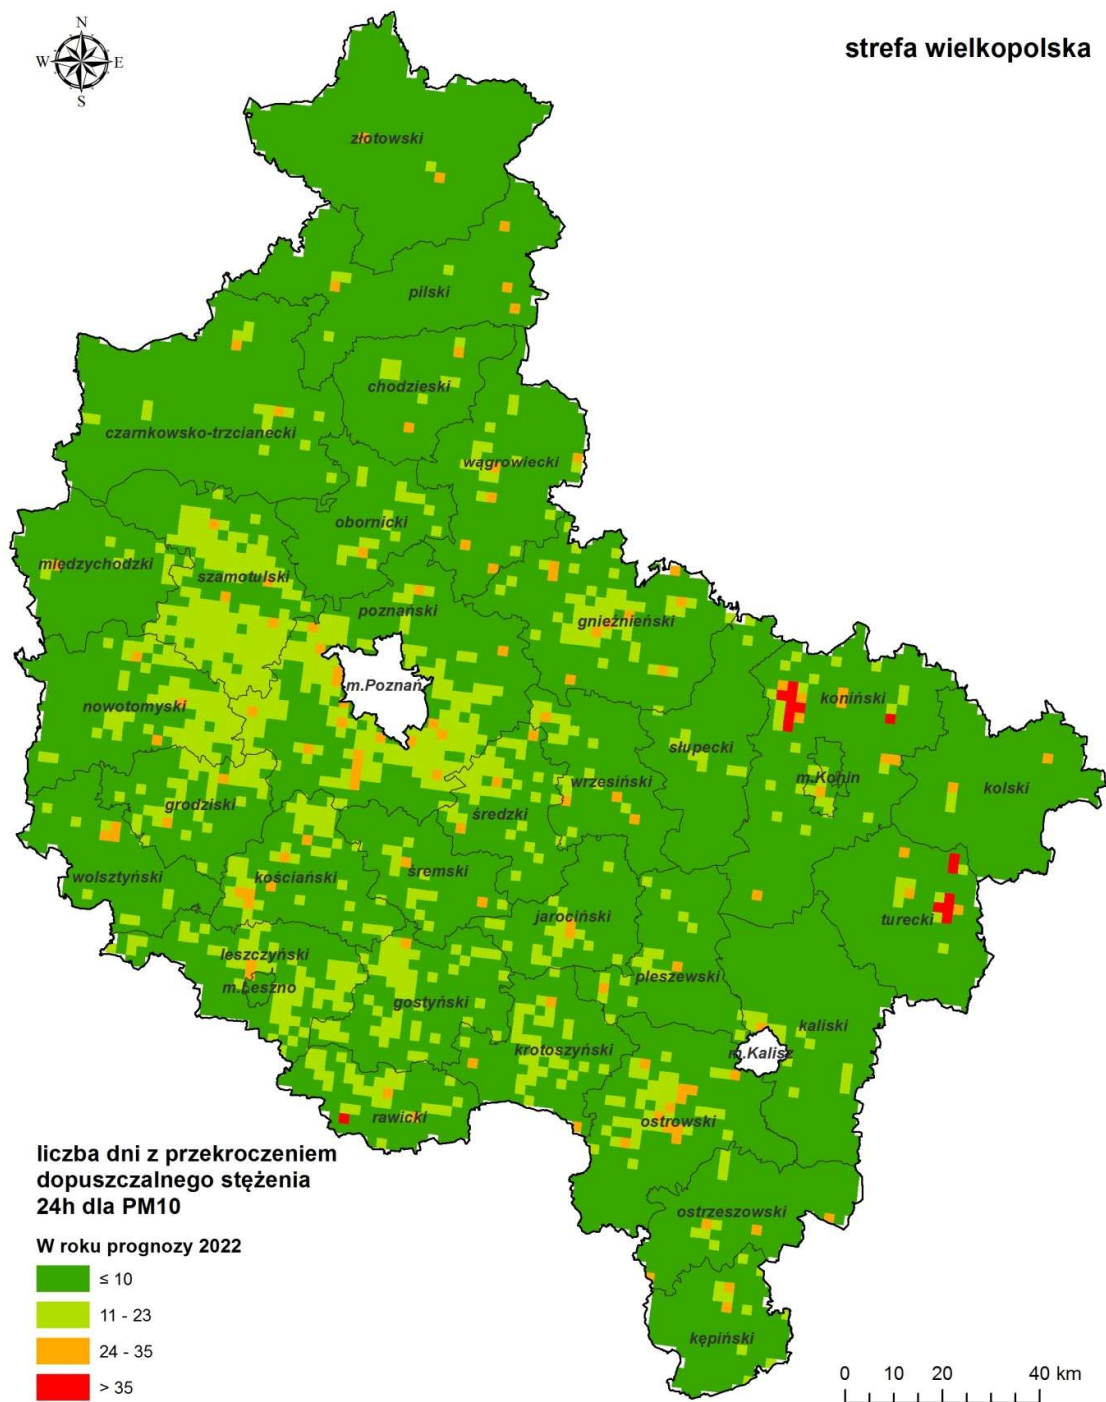 N
strefa wielkopolska
W
E
S
złotowski
pilski
chodzieski
czarnkowsko-trzcianecki
wągrowiecki
obornicki
międzychodzki
szamotulski
poznański
gnieźnieński
m.Poznań
nowotomyski
koniński
słupecki
m.Konin
wrzesiński
kolski
grodziski
średzki
wolsztyński
kościański
śremski
jarociński
turecki
leszczyński
pleszewski
m.Leszno
gostyński
kaliski
krotoszyński
m.Kalisz
rawicki
ostrowski
liczba dni z przekroczeniem
dopuszczalnego stężenia
24h dla PM10
ostrzeszowski
W roku prognozy 2022
≤ 10
11 - 23
kępiński
24 - 35
> 35
0 10 20 40 km